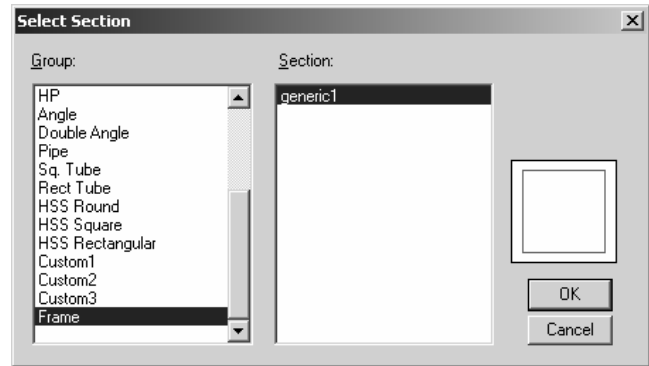 Select Section
Group:
Section:
HP
Angle
Double Angle
Pipe
Sq. Tube
Rect Tube
HSS Round
HSS Square
HSS Rectangular
Custom1
Custom2
Custom3
Frame
generic1
OK
Cancel